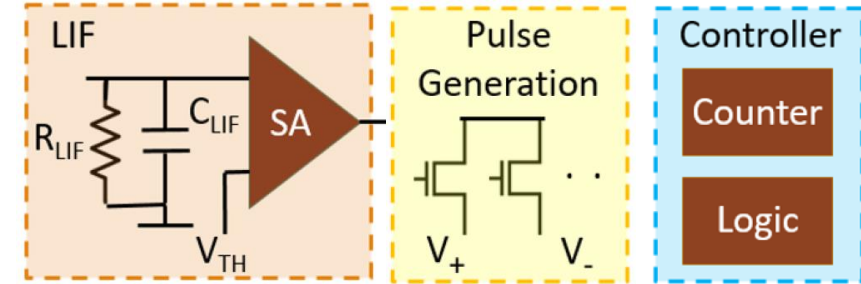 LIF
R_LIF
C_LIF
SA
V_TH
Pulse
Generation
V_+
V_-
. .
Controller
Counter
Logic